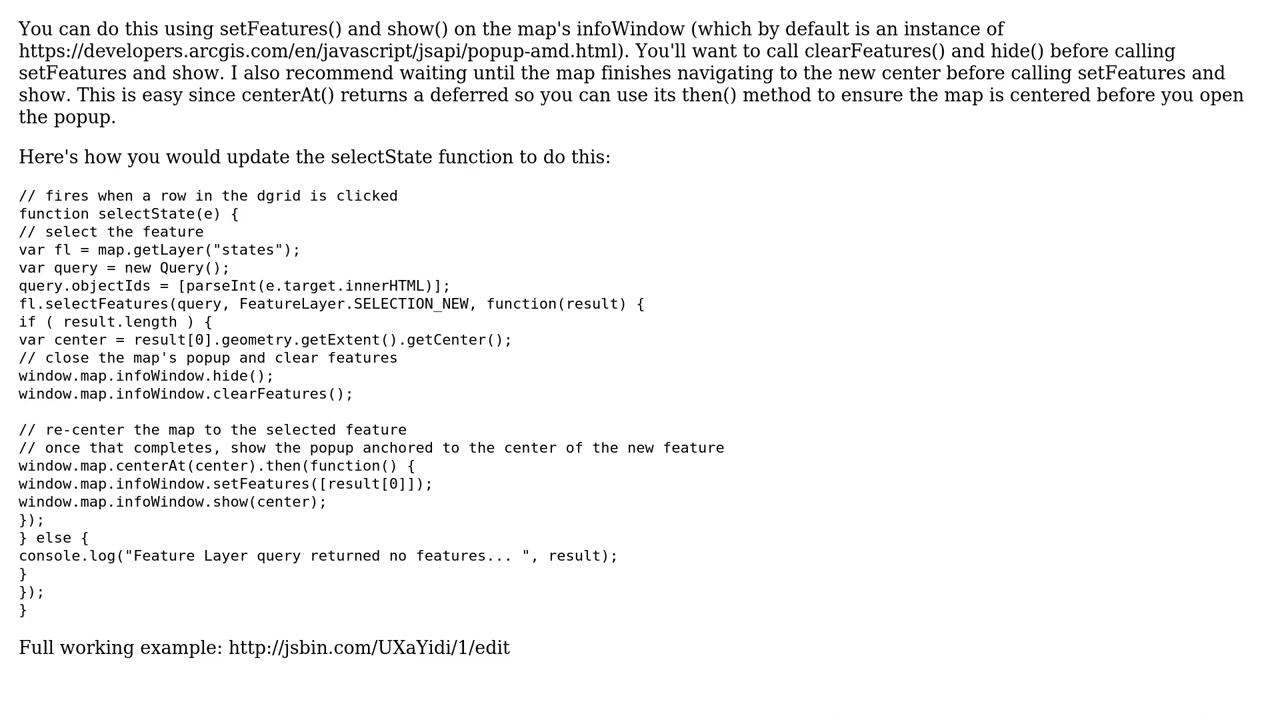 You can do this using setFeatures() and show() on the map's infoWindow (which by default is an instance of
https://developers.arcgis.com/en/javascript/jsapi/popup-amd.html). You'll want to call clearFeatures() and hide() before calling
setFeatures and show. I also recommend waiting until the map finishes navigating to the new center before calling setFeatures and
show. This is easy since centerAt() returns a deferred so you can use its then() method to ensure the map is centered before you open
the popup.
Here's how you would update the selectState function to do this:
// fires when a row in the dgrid is clicked
function selectState(e) {
// select the feature
var fl = map.getLayer("states");
var query = new Query();
query.objectIds = [parseInt(e.target.innerHTML)];
fl.selectFeatures(query, FeatureLayer.SELECTION_NEW, function(result) {
if ( result.length ) {
var center = result[0].geometry.getExtent().getCenter();
// close the map's popup and clear features
window.map.infoWindow.hide();
window.map.infoWindow.clearFeatures();
// re-center the map to the selected feature
// once that completes, show the popup anchored to the center of the new feature
window.map.centerAt(center).then(function() {
window.map.infoWindow.setFeatures([result[0]]);
window.map.infoWindow.show(center);
});
} else {
console.log("Feature Layer query returned no features... ", result);
}
});
}
Full working example: http://jsbin.com/UXaYidi/1/edit